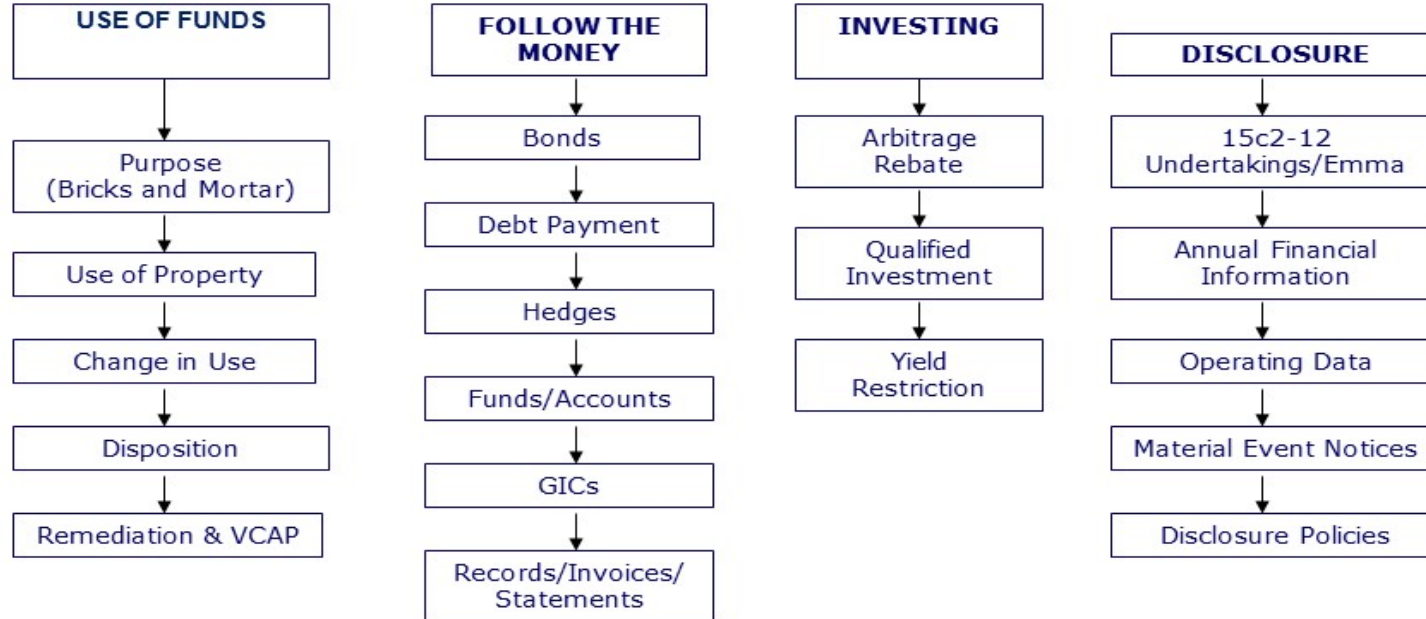 USE OF FUNDS
Purpose
(Bricks and Mortar)
Use of Property
Change in Use
Disposition
Remediation & VCAP
FOLLOW THE
MONEY
Bonds
Debt Payment
Hedges
Funds/Accounts
GICs
Records/Invoices/
Statements
INVESTING
Arbitrage
Rebate
Qualified
Investment
Yield
Restriction
DISCLOSURE
15c2-12
Undertakings/Emma
Annual Financial
Information
Operating Data
Material Event Notices
Disclosure Policies